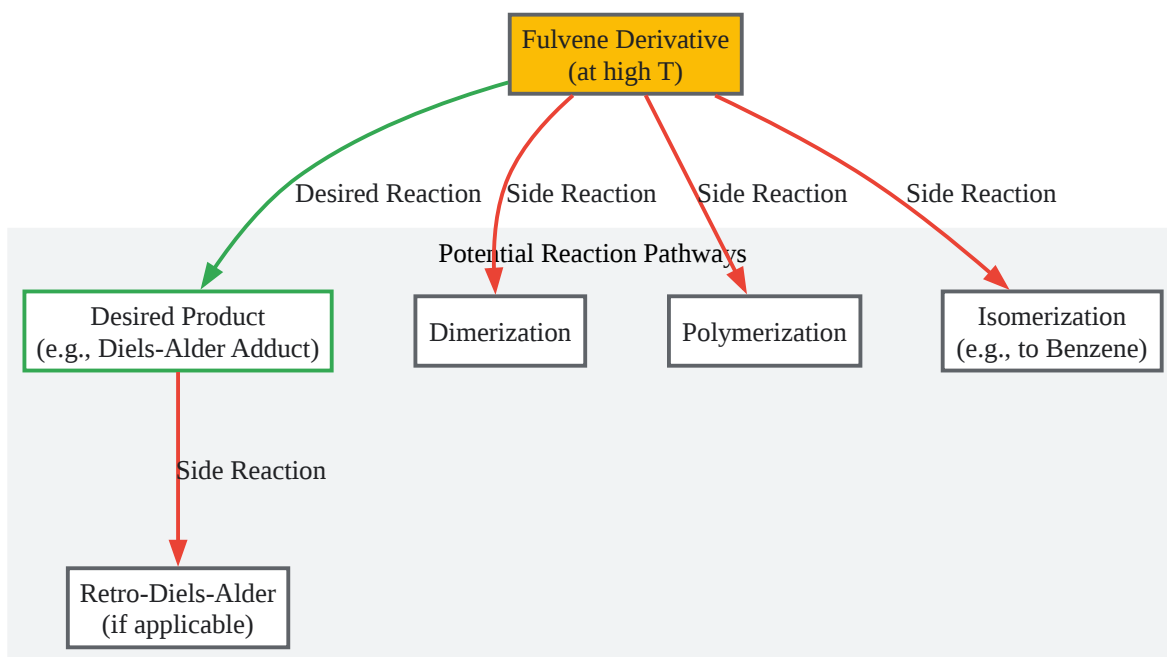 Fulvene Derivative
(at high T)
Desired Reaction
Side Reaction
Side Reaction
Side Reaction
Potential Reaction Pathways
Desired Product
(e.g., Diels-Alder Adduct)
Dimerization
Polymerization
Isomerization
(e.g., to Benzene)
Side Reaction
Retro-Diels-Alder
(if applicable)